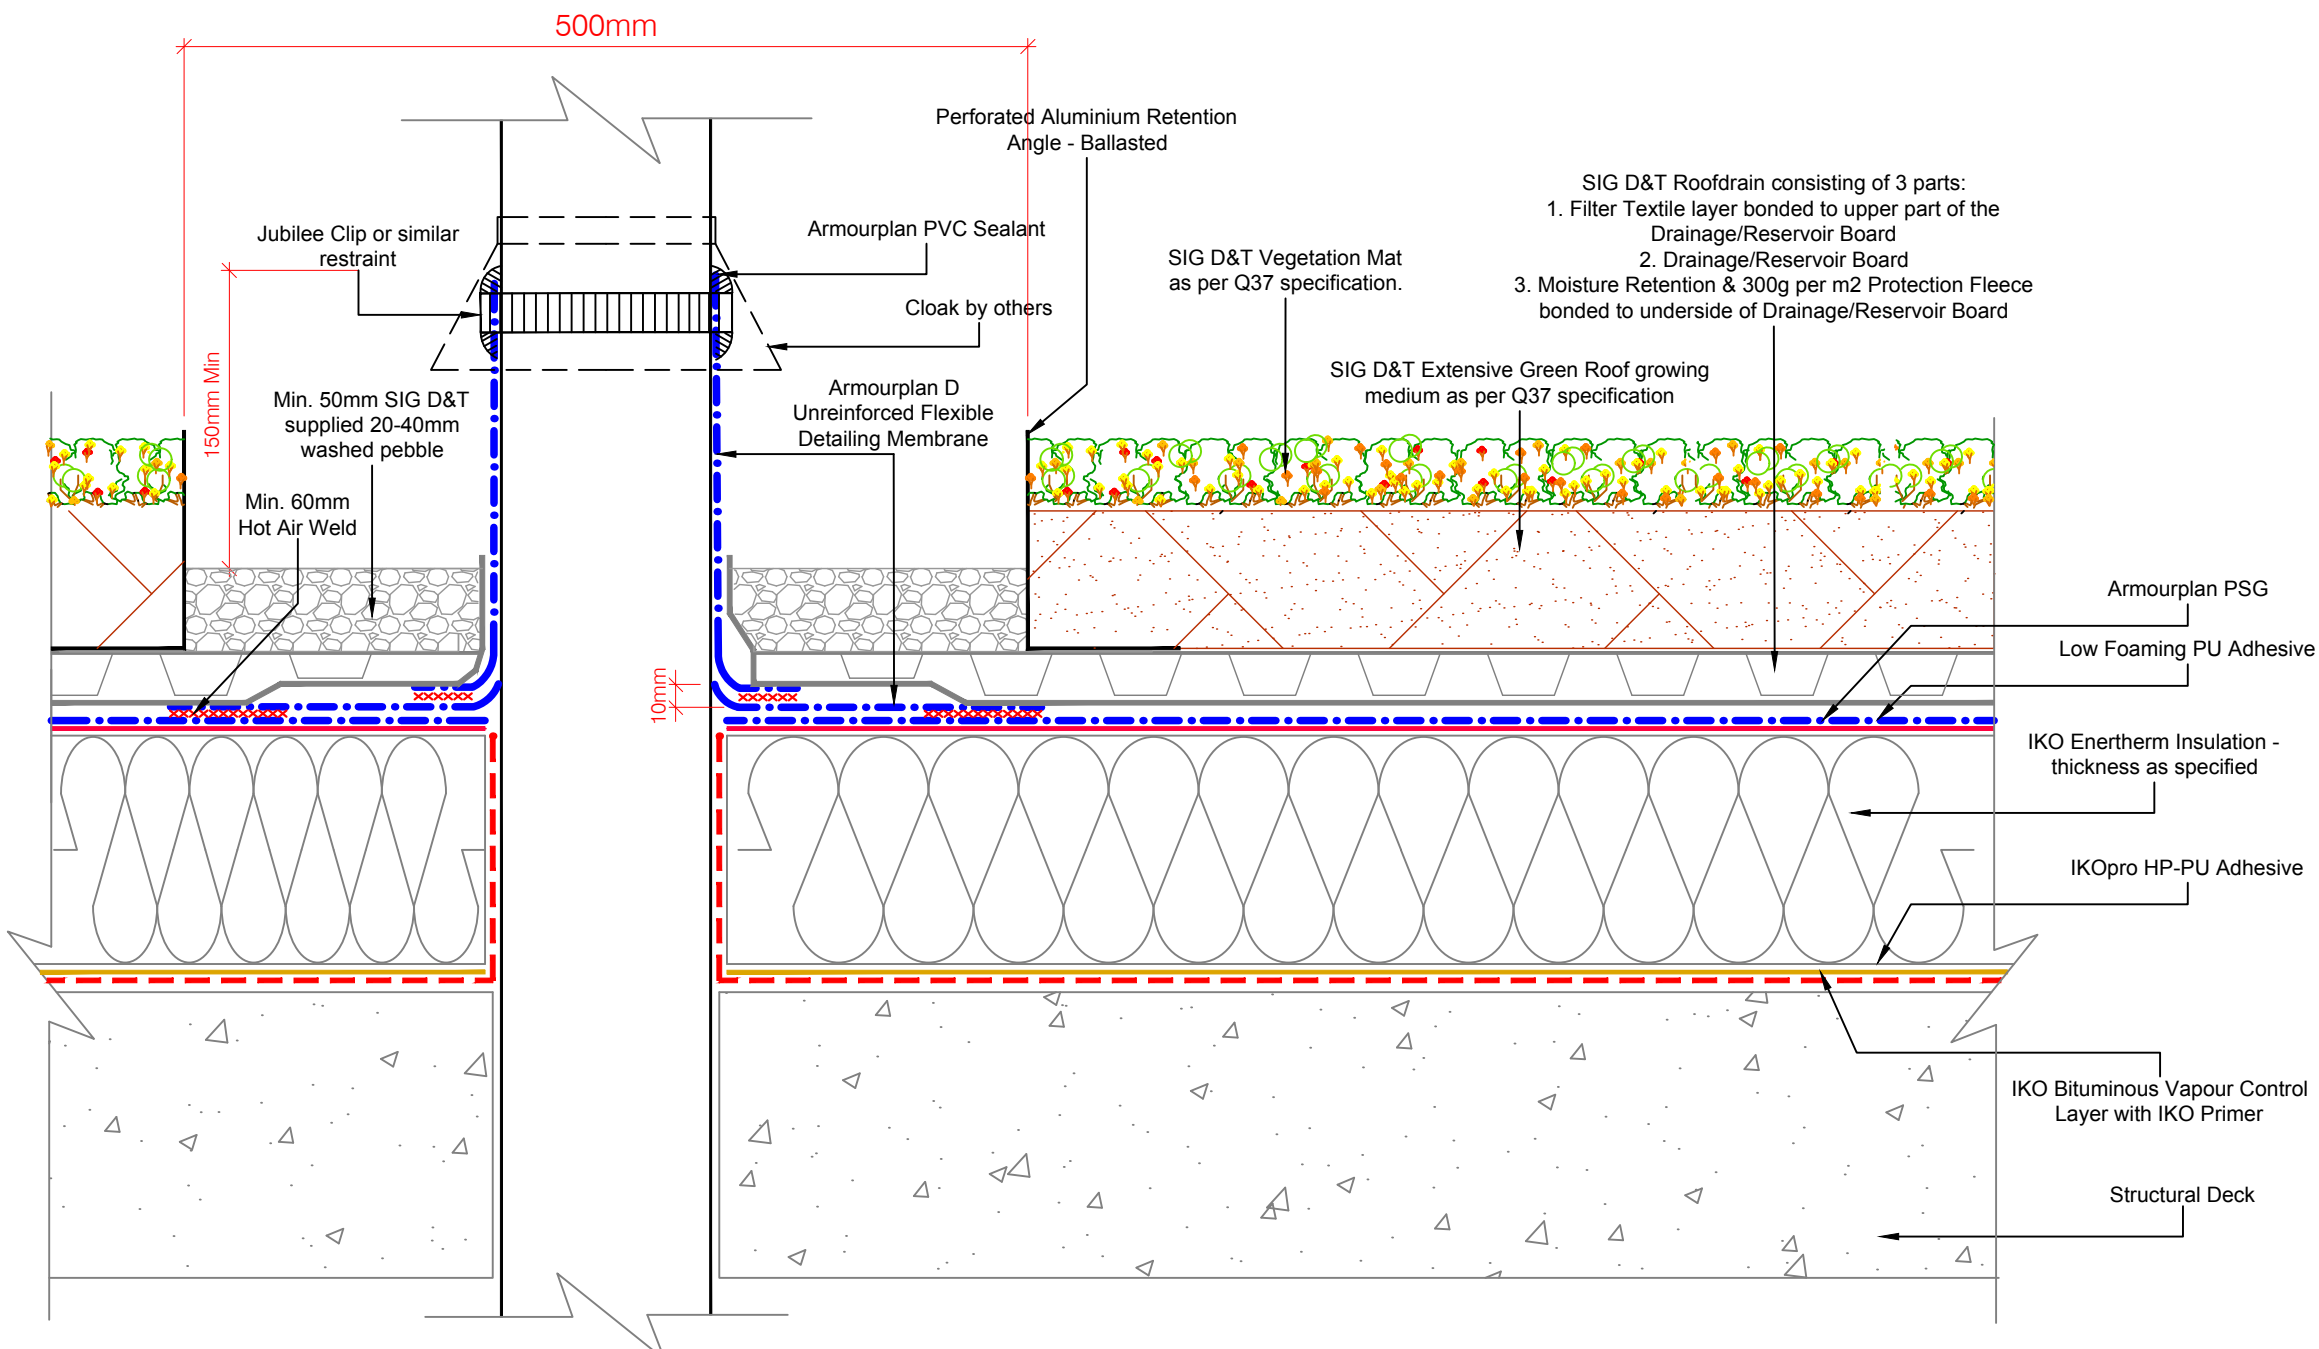 500mm
Perforated Aluminium Retention
Angle - Ballasted
SIG D&T Roofdrain consisting of 3 parts:
1. Filter Textile layer bonded to upper part of the
Drainage/Reservoir Board
2. Drainage/Reservoir Board
3. Moisture Retention & 300g per m2 Protection Fleece
bonded to underside of Drainage/Reservoir Board
Jubilee Clip or similar
restraint
Armourplan PVC Sealant
SIG D&T Vegetation Mat
as per Q37 specification.
Cloak by others
150mm Min
Min. 50mm SIG D&T
supplied 20-40mm
washed pebble
Armourplan D
Unreinforced Flexible
Detailing Membrane
SIG D&T Extensive Green Roof growing
medium as per Q37 specification
Min. 60mm
Hot Air Weld
Armourplan PSG
Low Foaming PU Adhesive
10mm
IKO Enertherm Insulation -
thickness as specified
IKOpro HP-PU Adhesive
IKO Bituminous Vapour Control
Layer with IKO Primer
Structural Deck